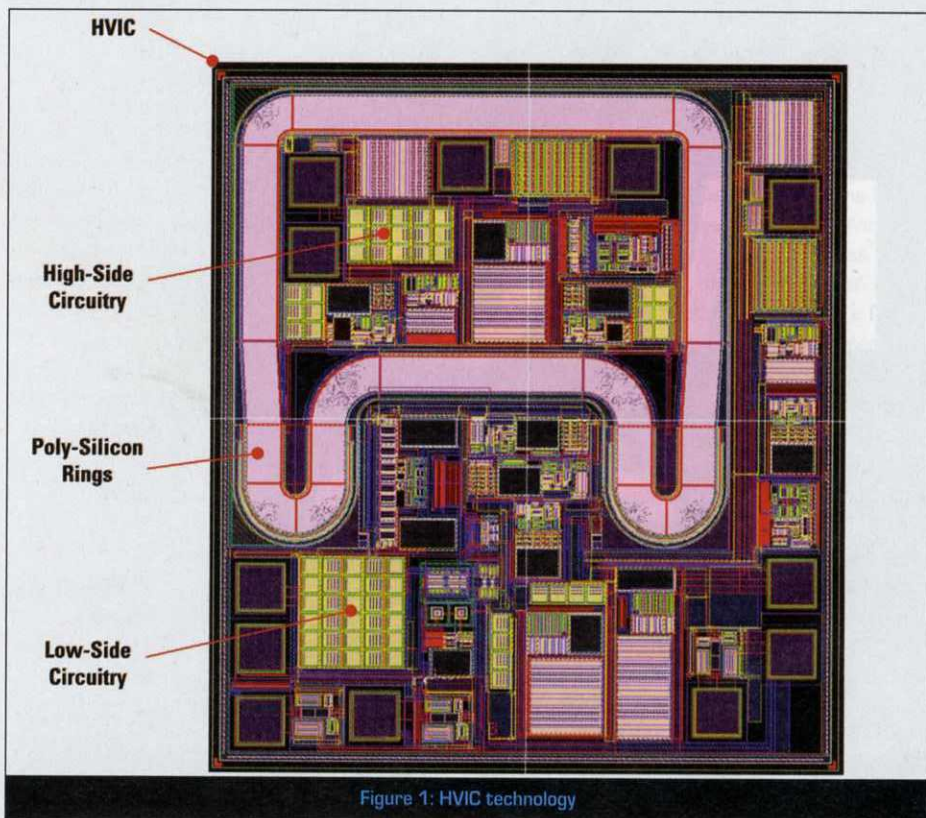 HVIC
High-Side
Circuitry
Poly-Silicon
Rings
Low-Side
Circuitry
Figure 1: HVIC technology